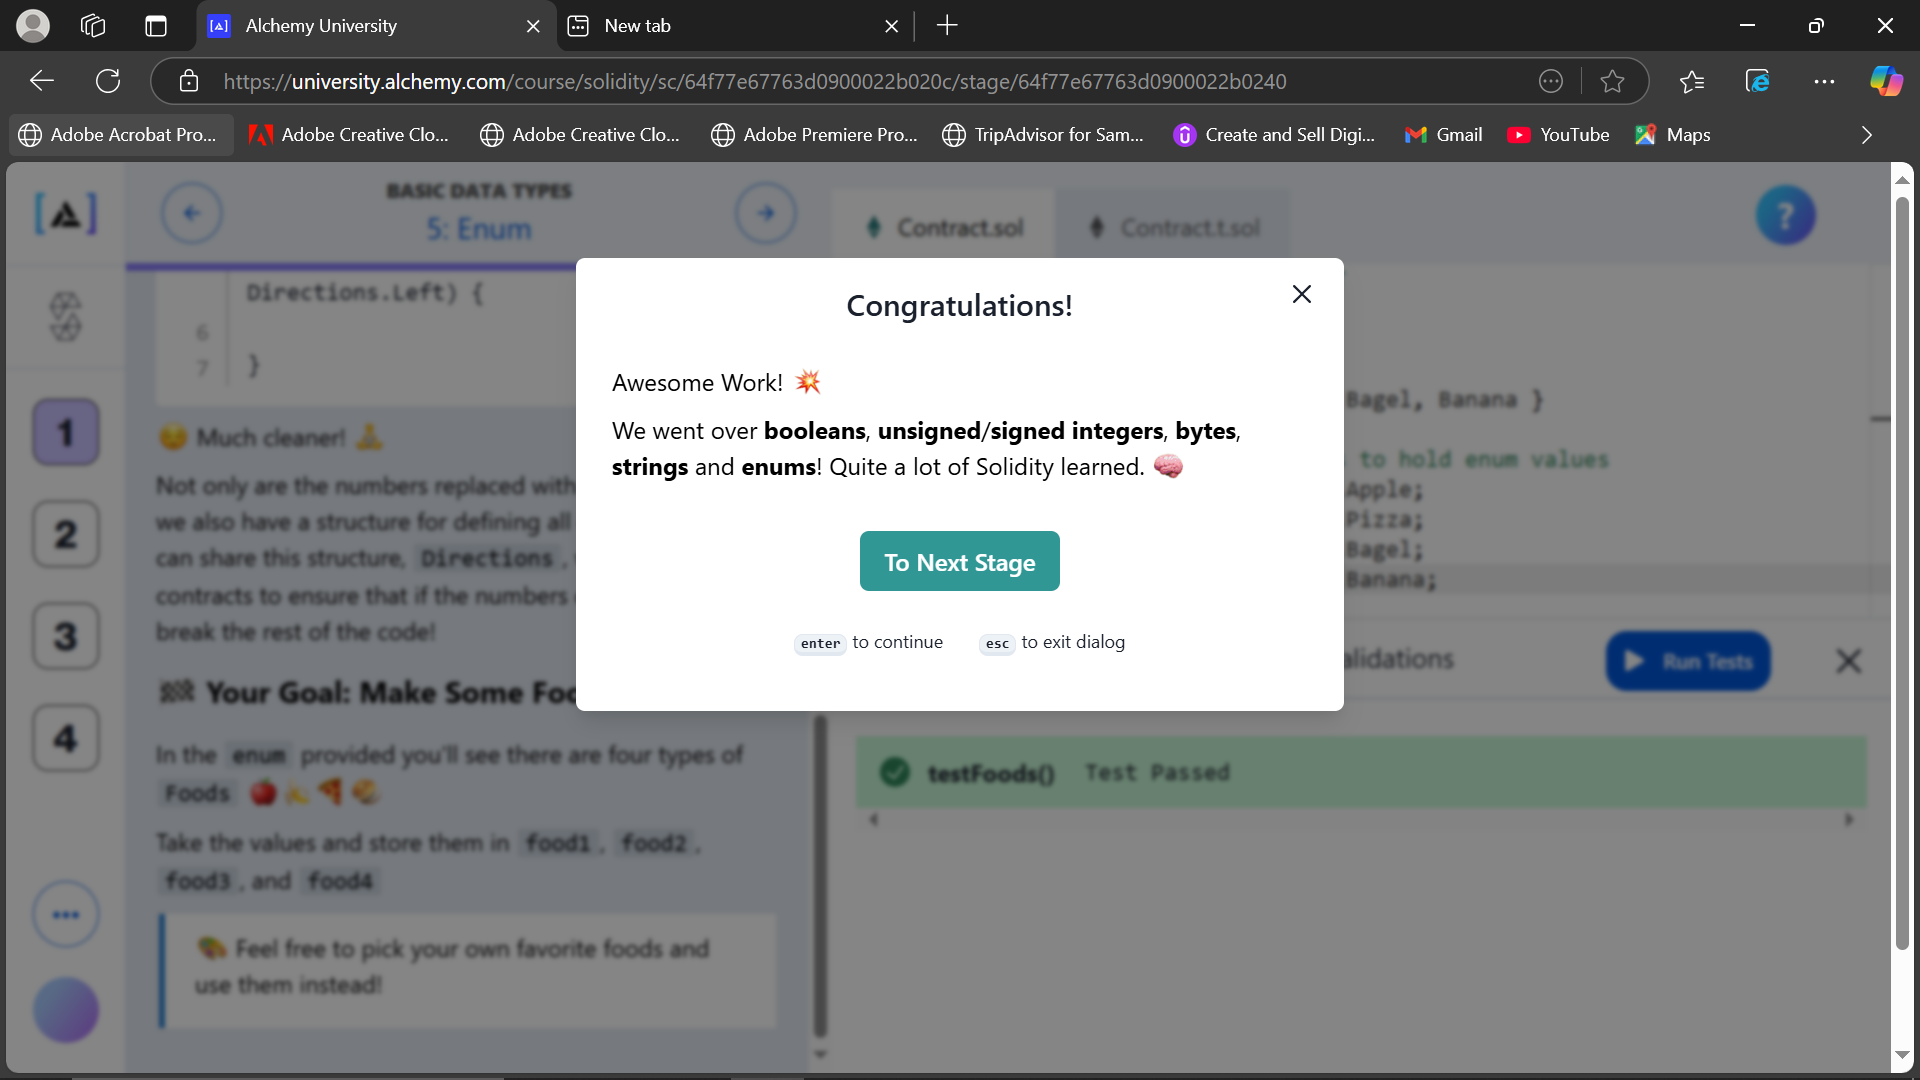 Alchemy University
New tab
https://university.alchemy.com/course/solidity/sc/64f77e67763d0900022b020c/stage/64f77e67763d0900022b0240
Adobe Acrobat Pro...
Adobe Creative Clo...
Adobe Creative Clo...
Adobe Premiere Pro...
TripAdvisor for Sam...
Create and Sell Digi...
Gmail
YouTube
Maps
BASIC DATA TYPES
5: Enum
Contract.sol
Contract.t.sol
?
1
2
3
4
Directions.Left) {
6
7 }
😌 Much cleaner! 🙏
Not only are the numbers replaced with
we also have a structure for defining all
can share this structure, Directions,
contracts to ensure that if the numbers
break the rest of the code!
🏁 Your Goal: Make Some Foo
In the enum provided you'll see there are four types of
Foods 🍎 🍌 🍕 🥯
Take the values and store them in food1, food2,
food3, and food4
🎨 Feel free to pick your own favorite foods and
use them instead!
Congratulations!
Awesome Work! 💥
We went over booleans, unsigned/signed integers, bytes,
strings and enums! Quite a lot of Solidity learned. 🧠
To Next Stage
enter to continue
esc to exit dialog
Bagel, Banana }
to hold enum values
Apple;
Pizza;
Bagel;
Banana;
alidations
Run Tests
testFoods() Test Passed